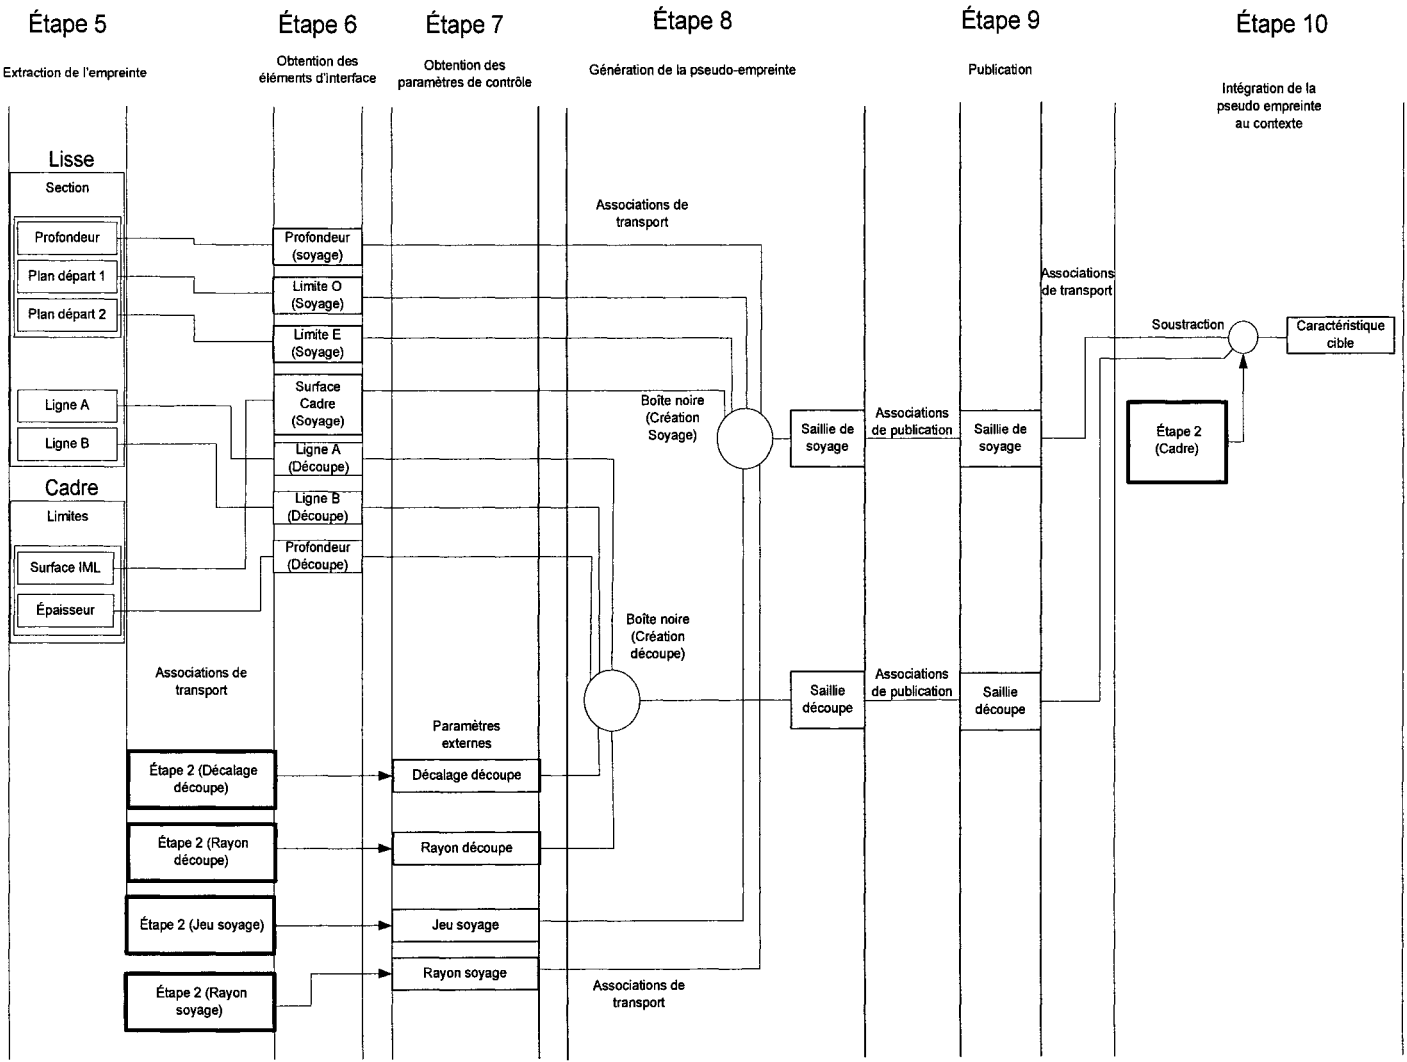 Étape 5
Étape 6
Étape 7
Étape 8
Étape 9
Étape 10
Extraction de l'empreinte
Obtention des
éléments d'interface
Obtention des
paramètres de contrôle
Génération de la pseudo-empreinte
Publication
Intégration de la
pseudo empreinte
au contexte
Lisse
Section
Profondeur
Plan départ 1
Plan départ 2
Ligne A
Ligne B
Cadre
Limites
Surface IML
Épaisseur
Associations de
transport
Profondeur
(soyage)
Limite O
(Soyage)
Limite E
(Soyage)
Surface
Cadre
(Soyage)
Ligne A
(Découpe)
Ligne B
(Découpe)
Profondeur
(Découpe)
Étape 2 (Décalage
découpe)
Étape 2 (Rayon
découpe)
Étape 2 (Jeu soyage)
Étape 2 (Rayon
soyage)
Paramètres
externes
Décalage découpe
Rayon découpe
Jeu soyage
Rayon soyage
Associations de
transport
Boîte noire
(Création
Soyage)
Boîte noire
(Création
découpe)
Associations de
transport
Saillie de
soyage
Saillie
découpe
Associations
de publication
Associations
de publication
Saillie de
soyage
Saillie
découpe
Associations
de transport
Soustraction
Caractéristique
cible
Étape 2
(Cadre)